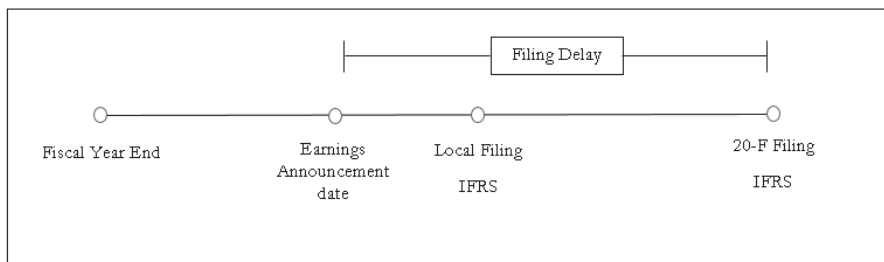 Filing Delay
Fiscal Year End
Earnings
Announcement
date
Local Filing
IFRS
20-F Filing
IFRS